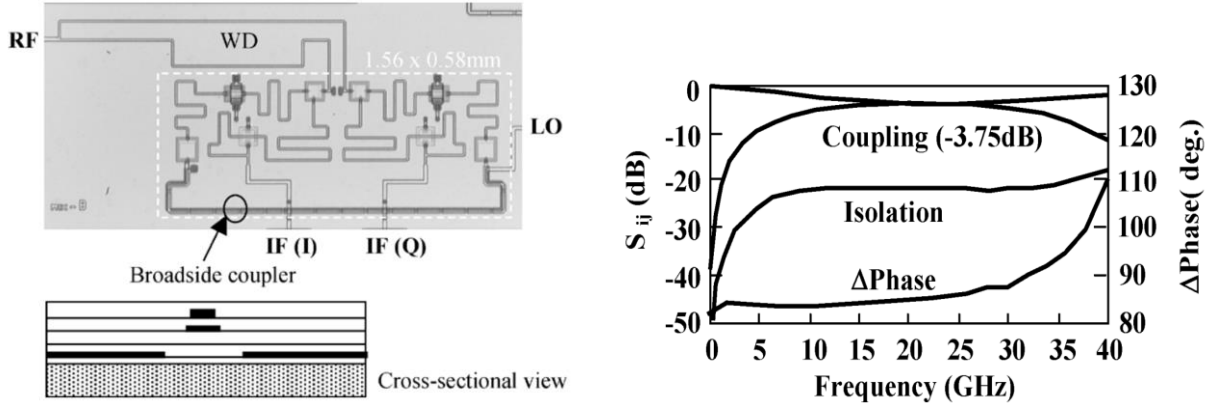 RF
WD
1.56 x 0.58mm
LO
IF (I)
IF (Q)
Broadside coupler
Cross-sectional view
0
-10
-20
-30
-40
-50
S ij (dB)
Coupling (-3.75dB)
Isolation
ΔPhase
130
120
110
100
90
80
ΔPhase( deg.)
0 5 10 15 20 25 30 35 40
Frequency (GHz)